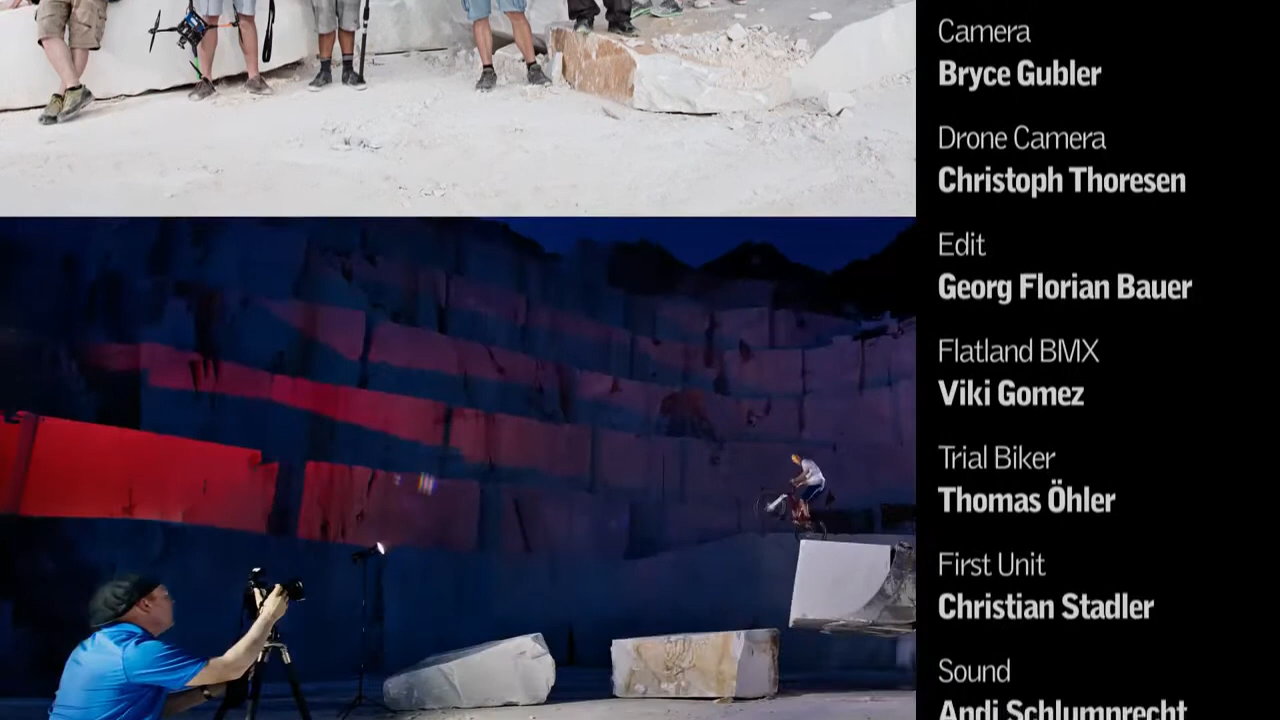 Camera
Bryce Gubler
Drone Camera
Christoph Thoresen
Edit
Georg Florian Bauer
Flatland BMX
Viki Gomez
Trial Biker
Thomas Öhler
First Unit
Christian Stadler
Sound
Andi Schlumprecht